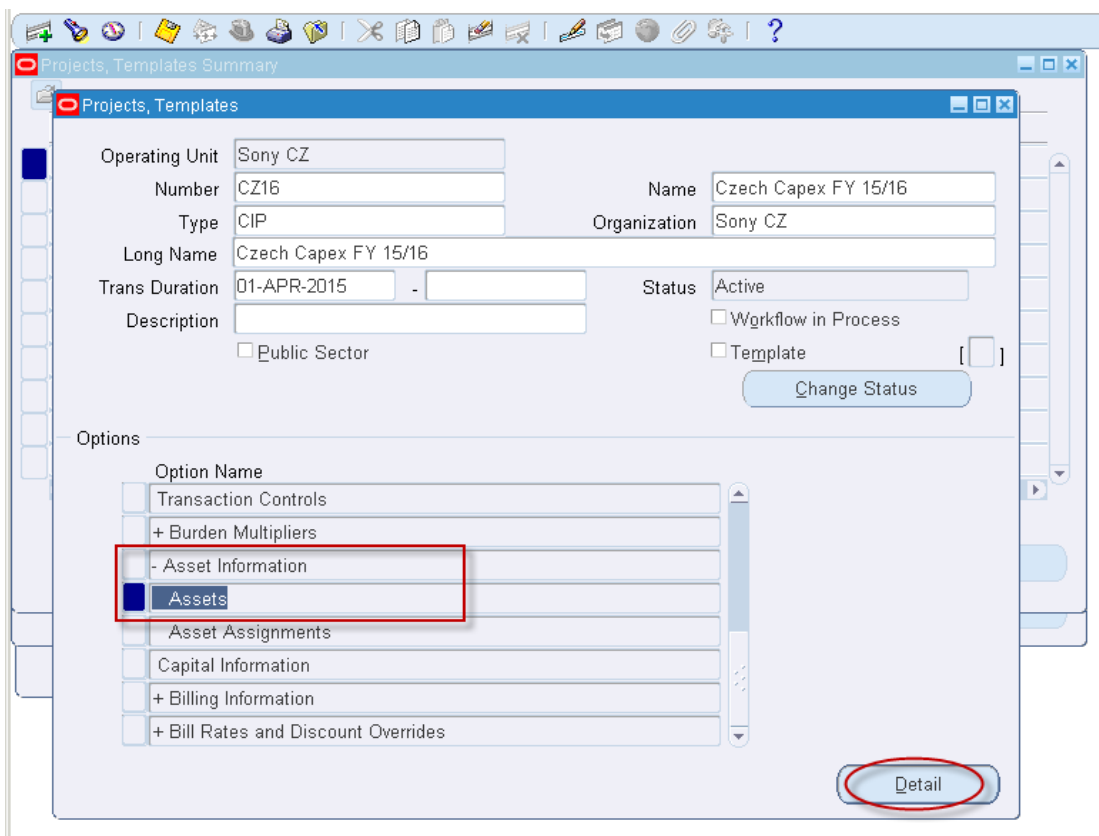 Projects, Templates Summary
Projects, Templates
Operating Unit Sony CZ
Number CZ16 Name Czech Capex FY 15/16
Type CIP Organization Sony CZ
Long Name Czech Capex FY 15/16
Trans Duration 01-APR-2015 - Status Active
Description Workflow in Process
Public Sector Template [ ]
Change Status
Options
Option Name
Transaction Controls
+ Burden Multipliers
- Asset Information
Assets
Asset Assignments
Capital Information
+ Billing Information
+ Bill Rates and Discount Overrides
Detail